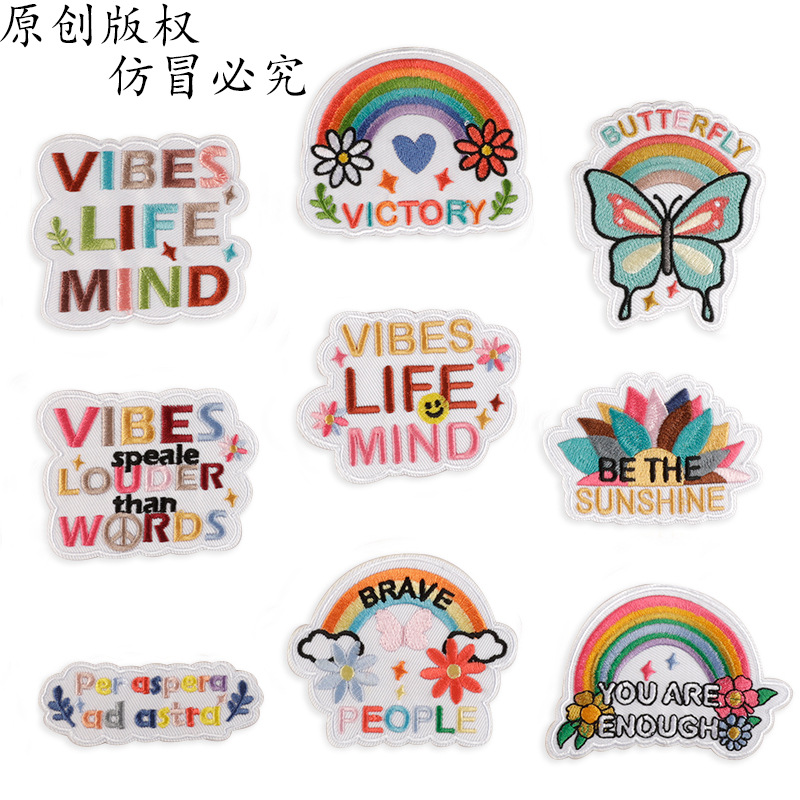 原创版权
仿冒必究
VICTORY
BUTTERFLY
VIBES
LIFE
MIND
VIBES
LIFE
MIND
VIBES
speale
LOUDER
than
WORDS
BE THE
SUNSHINE
BRAVE
PEOPLE
Per aspera
ad astra
YOU ARE
ENOUGH